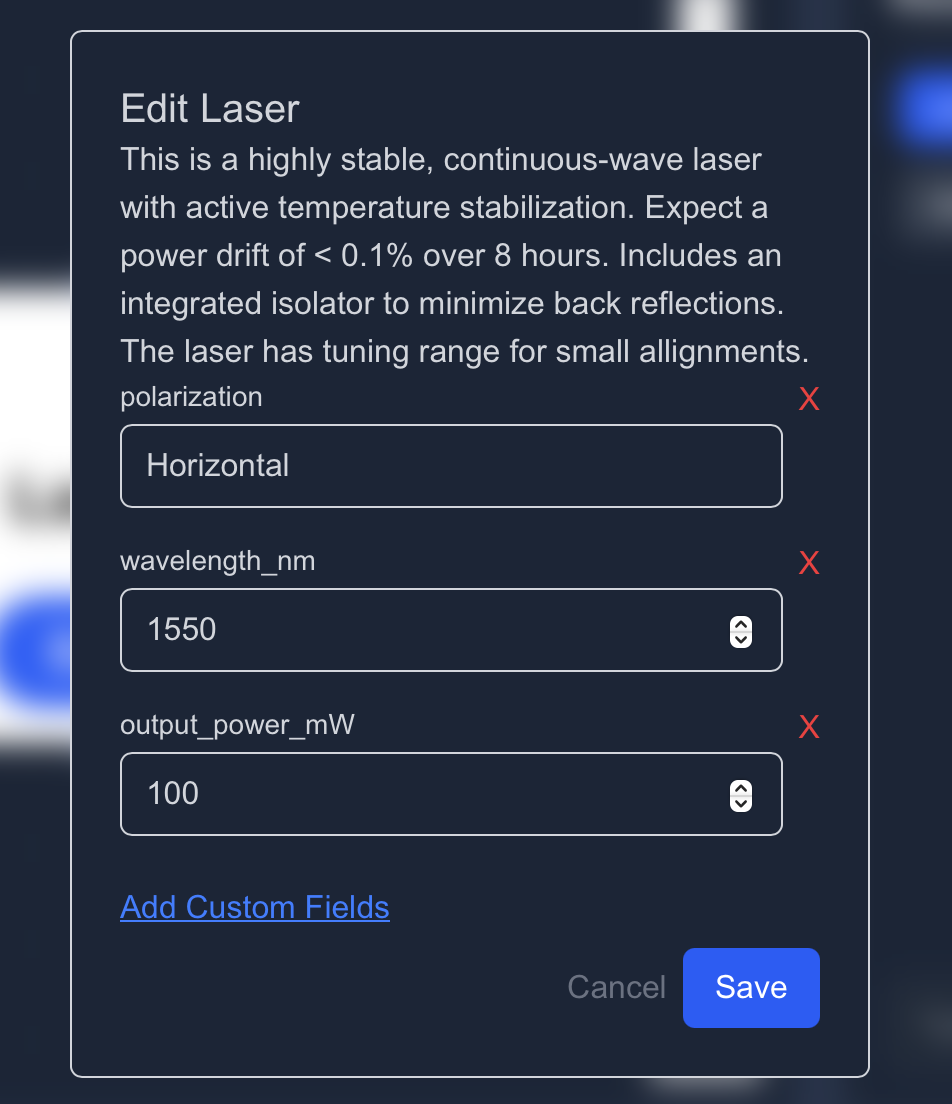 Edit Laser
This is a highly stable, continuous-wave laser
with active temperature stabilization. Expect a
power drift of < 0.1% over 8 hours. Includes an
integrated isolator to minimize back reflections.
The laser has tuning range for small allignments.
polarization X
Horizontal
wavelength_nm X
1550
output_power_mW X
100
Add Custom Fields
Cancel Save